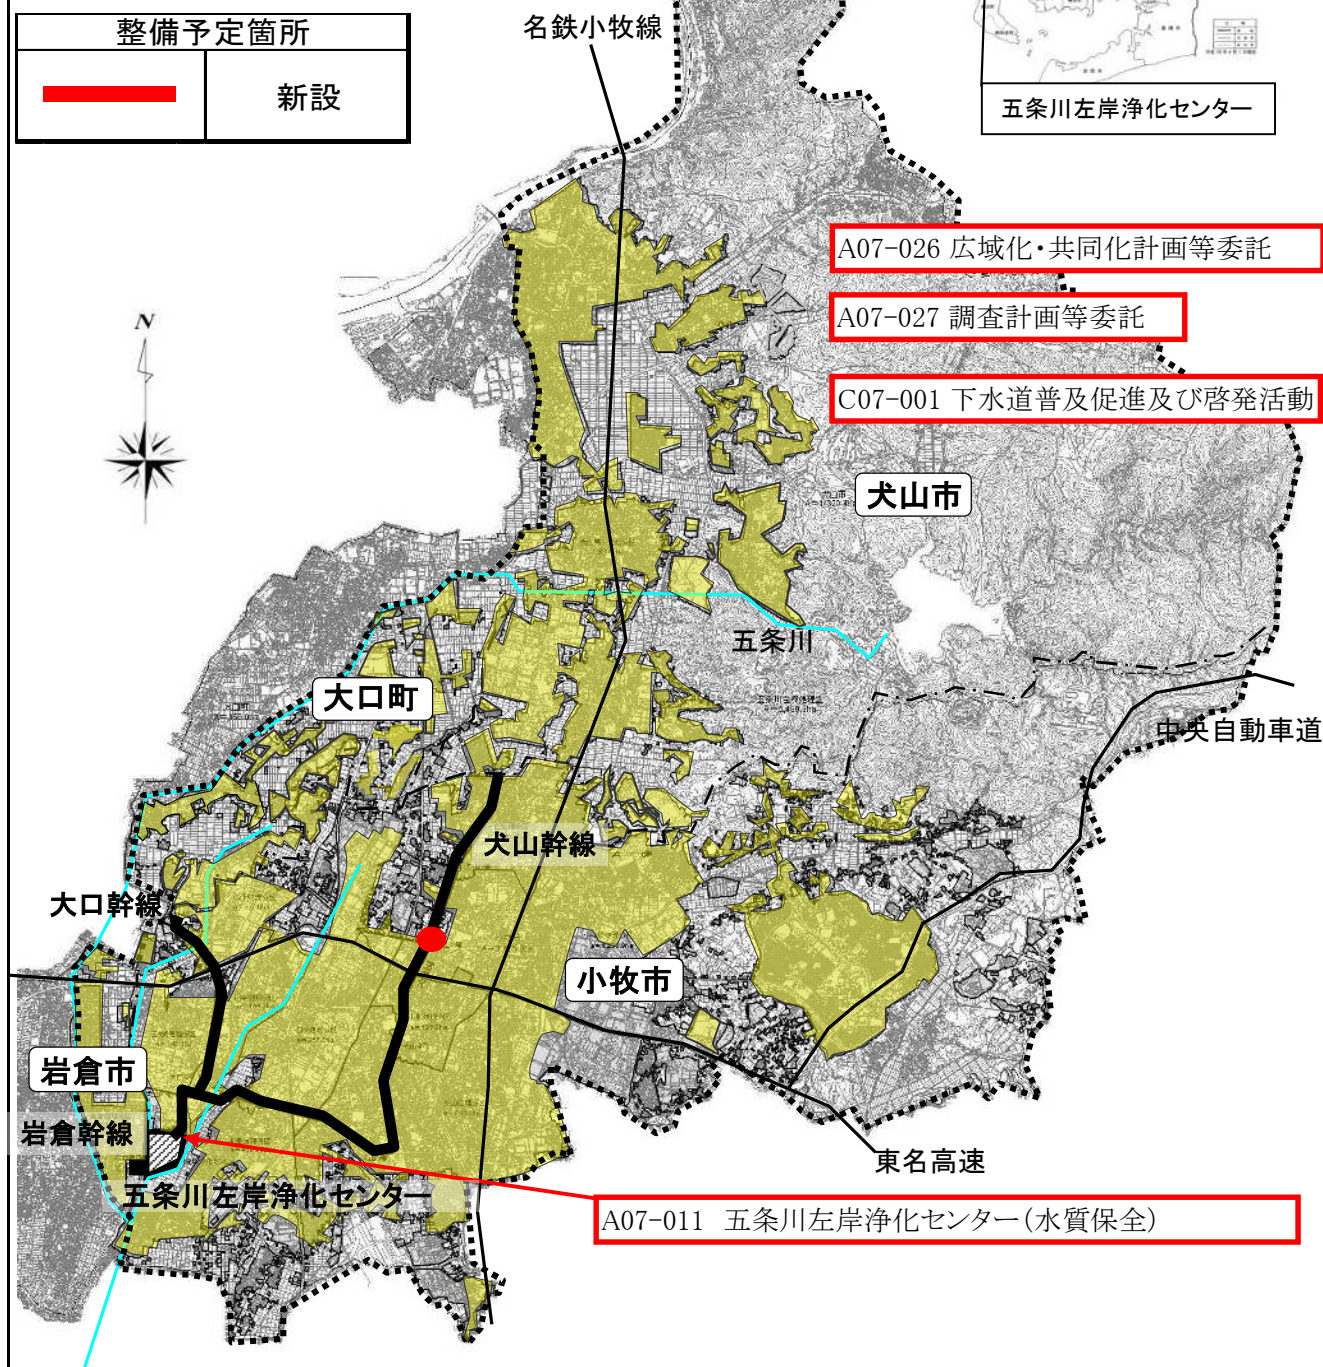 整備予定箇所
新設
名鉄小牧線
五条川左岸浄化センター
A07-026 広域化・共同化計画等委託
A07-027 調査計画等委託
C07-001 下水道普及促進及び啓発活動
N
犬山市
五条川
大口町
中央自動車道
犬山幹線
大口幹線
小牧市
岩倉市
岩倉幹線
東名高速
五条川左岸浄化センター
A07-011 五条川左岸浄化センター(水質保全)